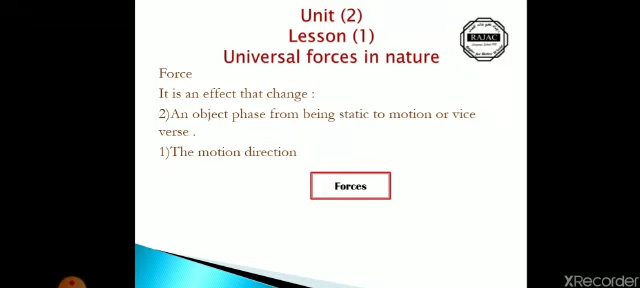 Unit (2)
Lesson (1)
Universal forces in nature
RAJAC
Force
It is an effect that change :
2)An object phase from being static to motion or vice
verse .
1)The motion direction
Forces
XRecorder